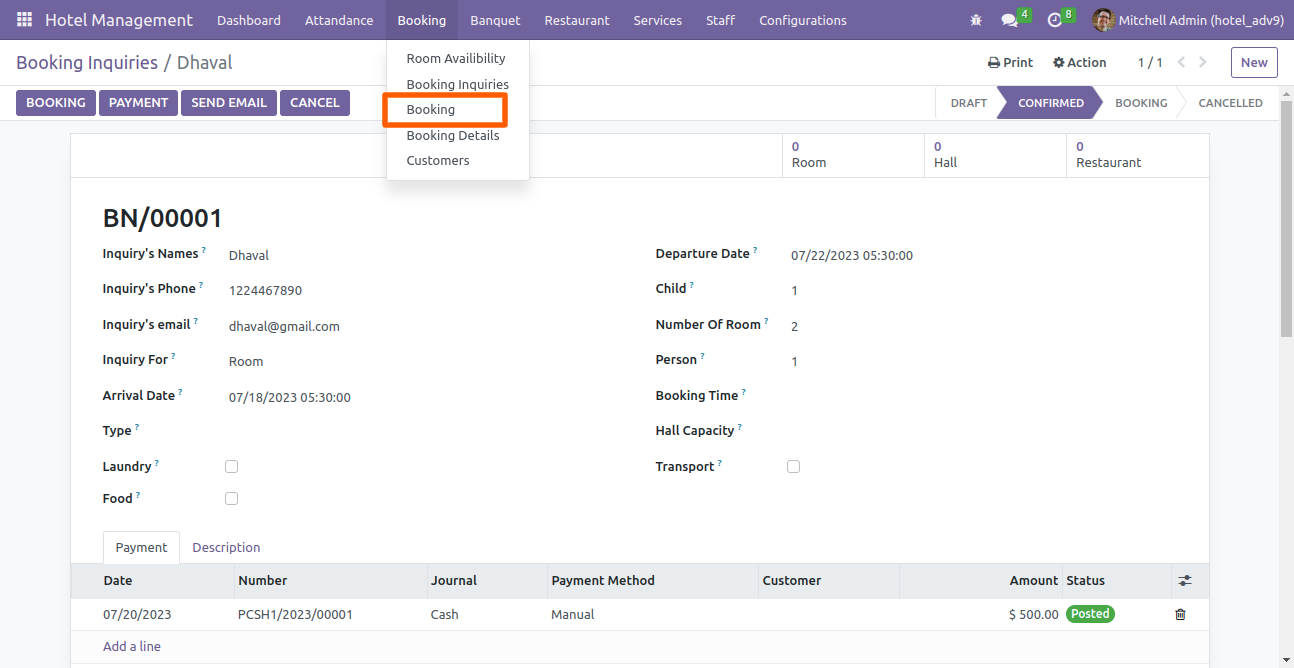 Hotel Management Dashboard Attendance Booking Banquet Restaurant Services Staff Configurations 4 8 Mitchell Admin (hotel_adv9)
Booking Inquiries / Dhaval Print Action 1 / 1 New
Room Availibility
Booking Inquiries
Booking
Booking Details
Customers
BOOKING PAYMENT SEND EMAIL CANCEL DRAFT CONFIRMED BOOKING CANCELLED
0 Room
0 Hall
0 Restaurant
BN/00001
Inquiry's Names ? Dhaval
Inquiry's Phone ? 1224467890
Inquiry's email ? dhaval@gmail.com
Inquiry For ? Room
Arrival Date ? 07/18/2023 05:30:00
Type ?
Laundry ?
Food ?
Departure Date ? 07/22/2023 05:30:00
Child ? 1
Number Of Room ? 2
Person ? 1
Booking Time ?
Hall Capacity ?
Transport ?
Payment Description
Date Number Journal Payment Method Customer Amount Status
07/20/2023 PCSH1/2023/00001 Cash Manual $ 500.00 Posted
Add a line